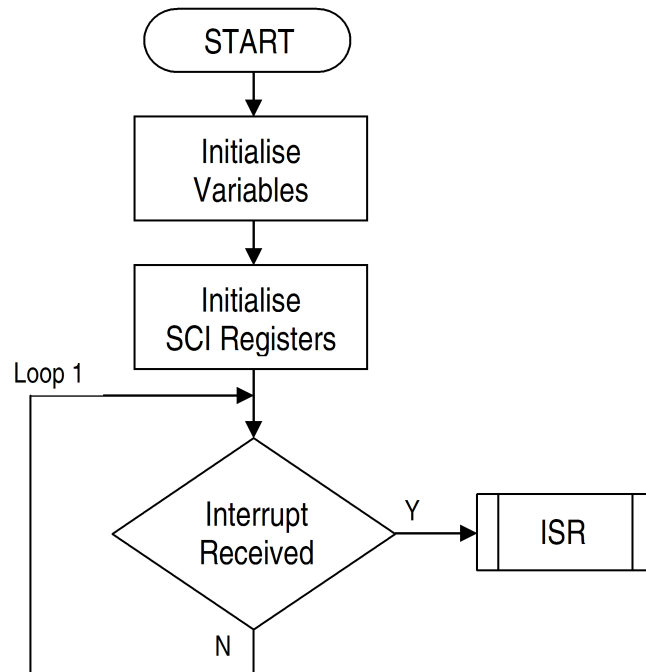 START
Initialise
Variables
Initialise
SCI Registers
Loop 1
Interrupt
Received
Y
ISR
N